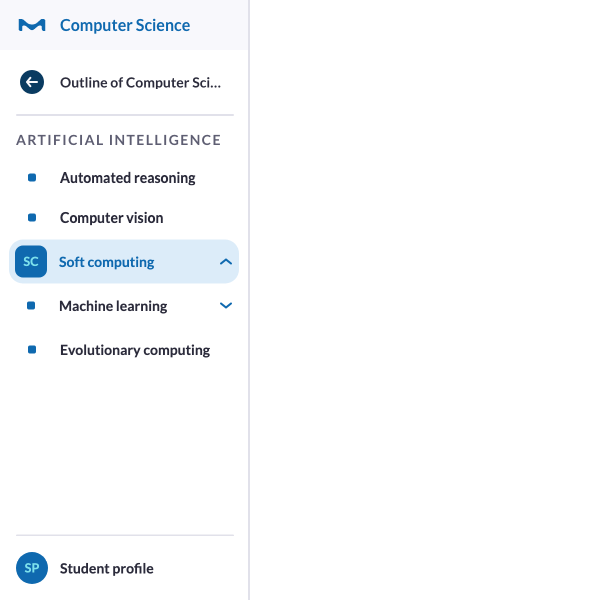 Computer Science
Outline of Computer Sci...
ARTIFICIAL INTELLIGENCE
Automated reasoning
Computer vision
SC Soft computing
Machine learning
Evolutionary computing
SP Student profile